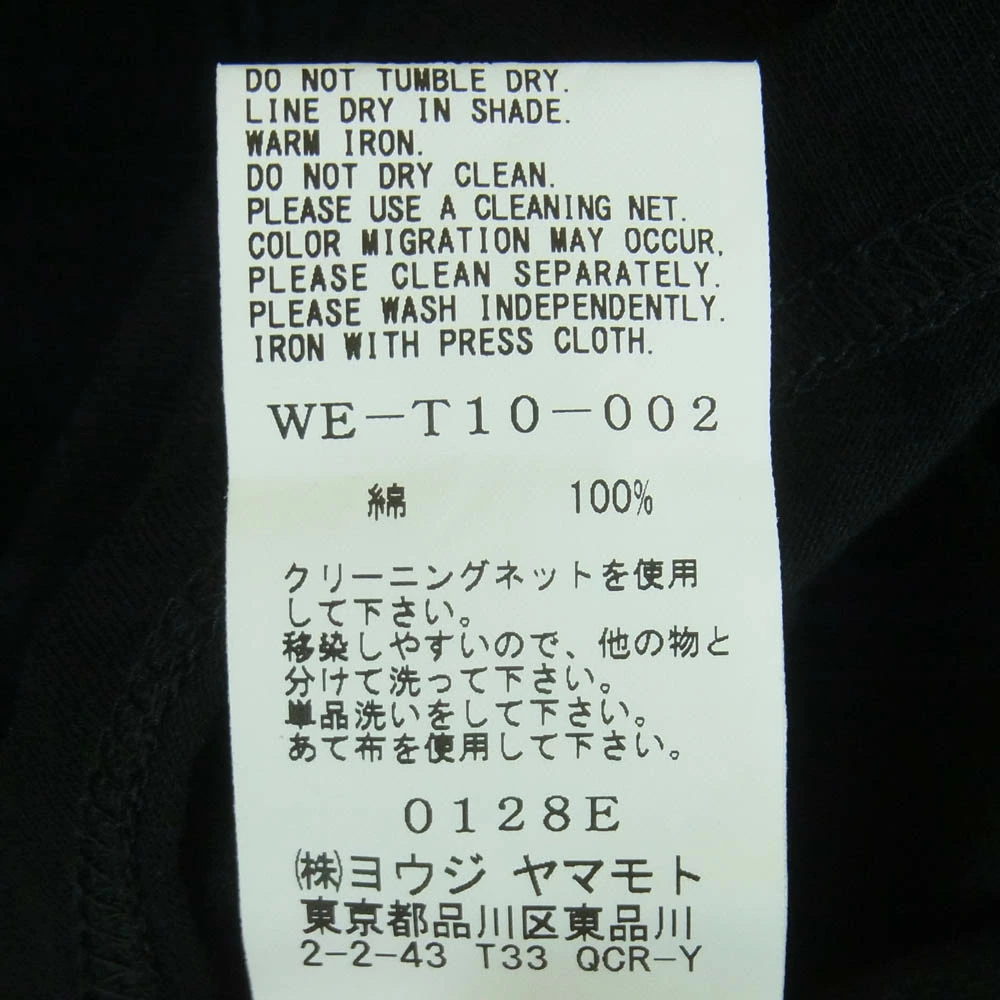 DO NOT TUMBLE DRY.
LINE DRY IN SHADE.
WARM IRON.
DO NOT DRY CLEAN.
PLEASE USE A CLEANING NET.
COLOR MIGRATION MAY OCCUR,
PLEASE CLEAN SEPARATELY.
PLEASE WASH INDEPENDENTLY.
IRON WITH PRESS CLOTH.
WE-T10-002
綿 100%
クリーニングネットを使用
して下さい。
移染しやすいので、他の物と
分けて洗って下さい。
単品洗いをして下さい。
あて布を使用して下さい。
0128E
㈱ヨウジ ヤマモト
東京都品川区東品川
2-2-43 T33 QCR-Y